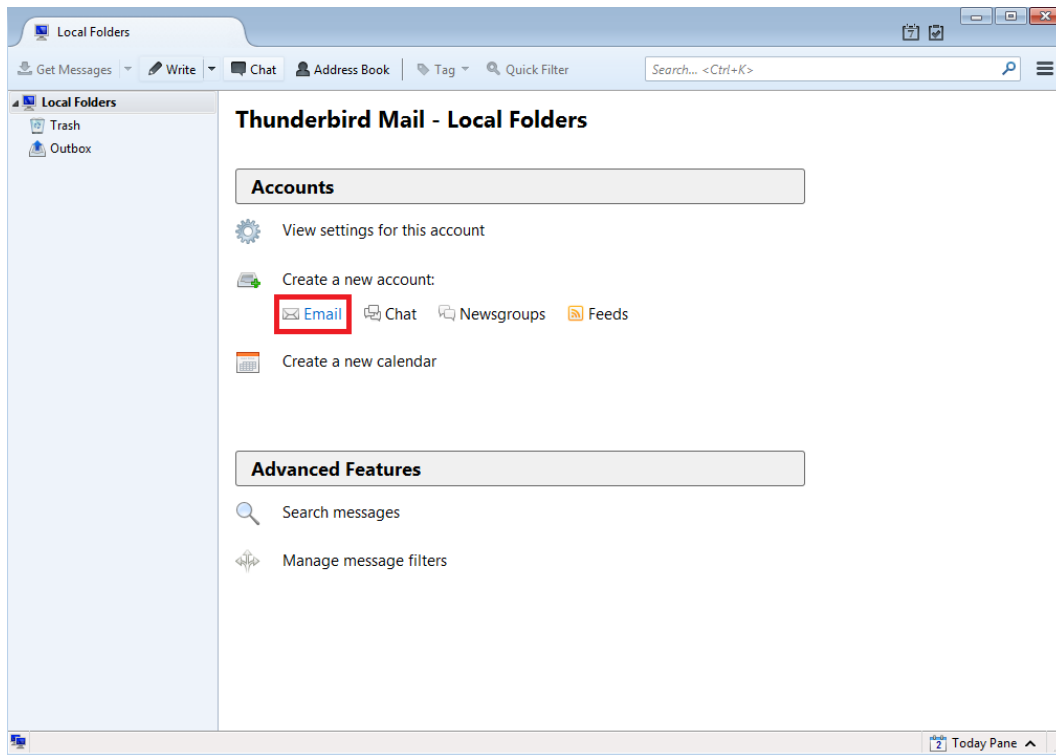 Local Folders
7
Get Messages Write Chat Address Book Tag Quick Filter Search... <Ctrl+K>
Local Folders
Trash
Outbox
Thunderbird Mail - Local Folders
Accounts
View settings for this account
Create a new account:
Email Chat Newsgroups Feeds
Create a new calendar
Advanced Features
Search messages
Manage message filters
2 Today Pane